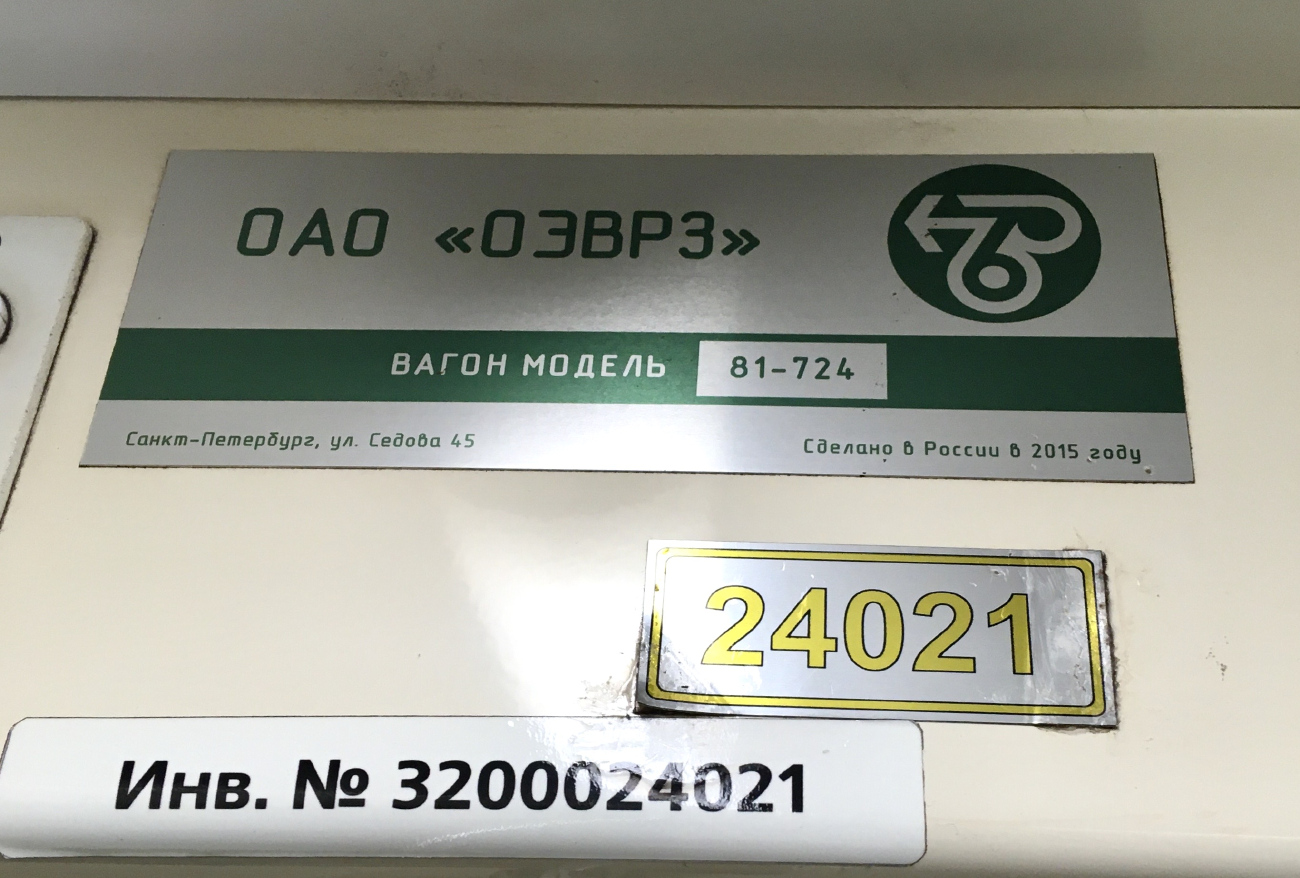 ОАО «ОЭВРЗ»
ВАГОН МОДЕЛЬ 81-724
Санкт-Петербург, ул. Седова 45
Сделано в России в 2015 году
24021
Инв. № 3200024021